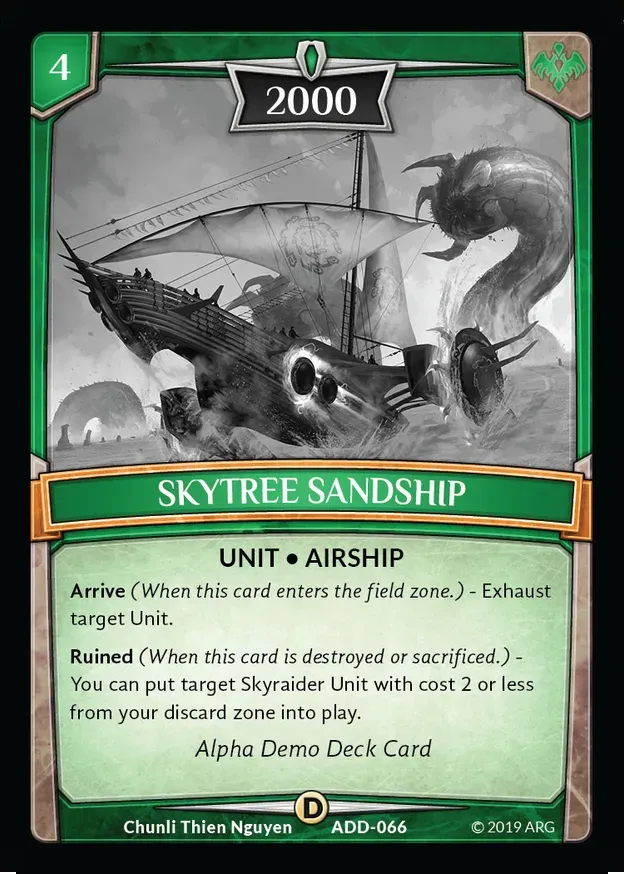 4
2000
SKYTREE SANDSHIP
UNIT • AIRSHIP
Arrive (When this card enters the field zone.) - Exhaust
target Unit.
Ruined (When this card is destroyed or sacrificed.) -
You can put target Skyraider Unit with cost 2 or less
from your discard zone into play.
Alpha Demo Deck Card
D
Chunli Thien Nguyen ADD-066 © 2019 ARG